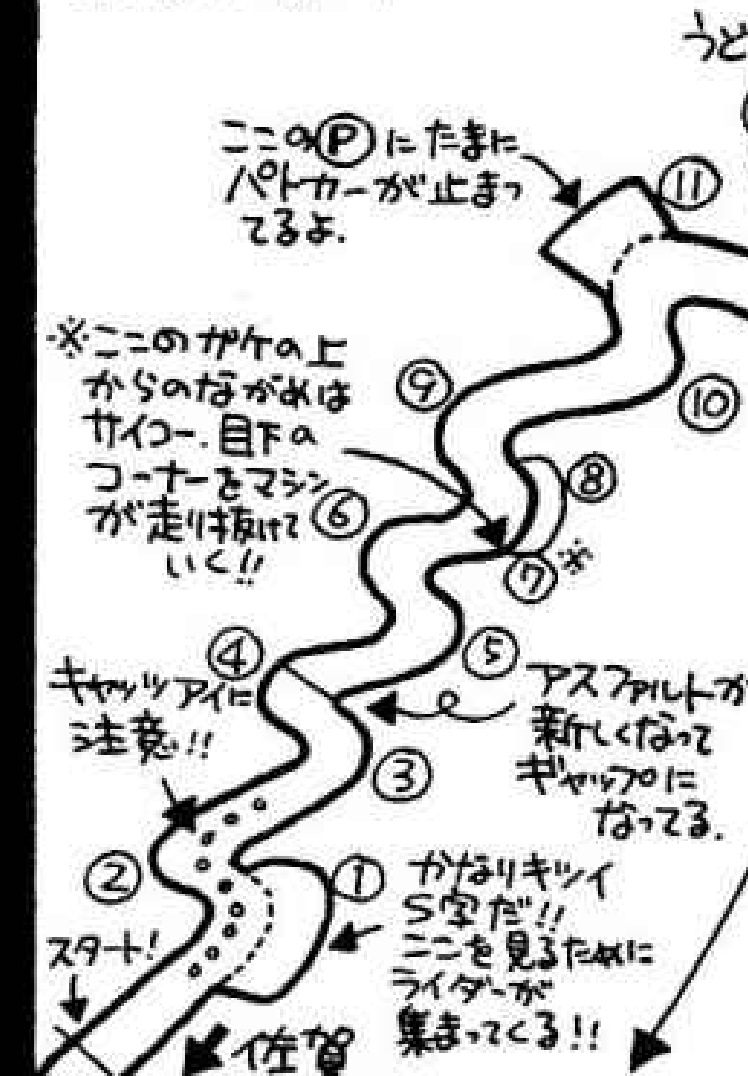 うど
ここのⓅにたまに
パトカーが止まっ
てるよ.
⑪
※ここのガケの上
からのながめは
サイコー.目下の
コーナーをマシン
が走り抜けて
いく!!
⑨
⑩
⑧
⑥
⑦※
④
⑤
キャッツアイに
注意!!
アスファルトが
新しくなって
ギャップに
なってる.
③
②
①
かなりキツイ
S字だ!!
ここを見るために
ライダーが
集まってくる!!
スタート!
佐賀